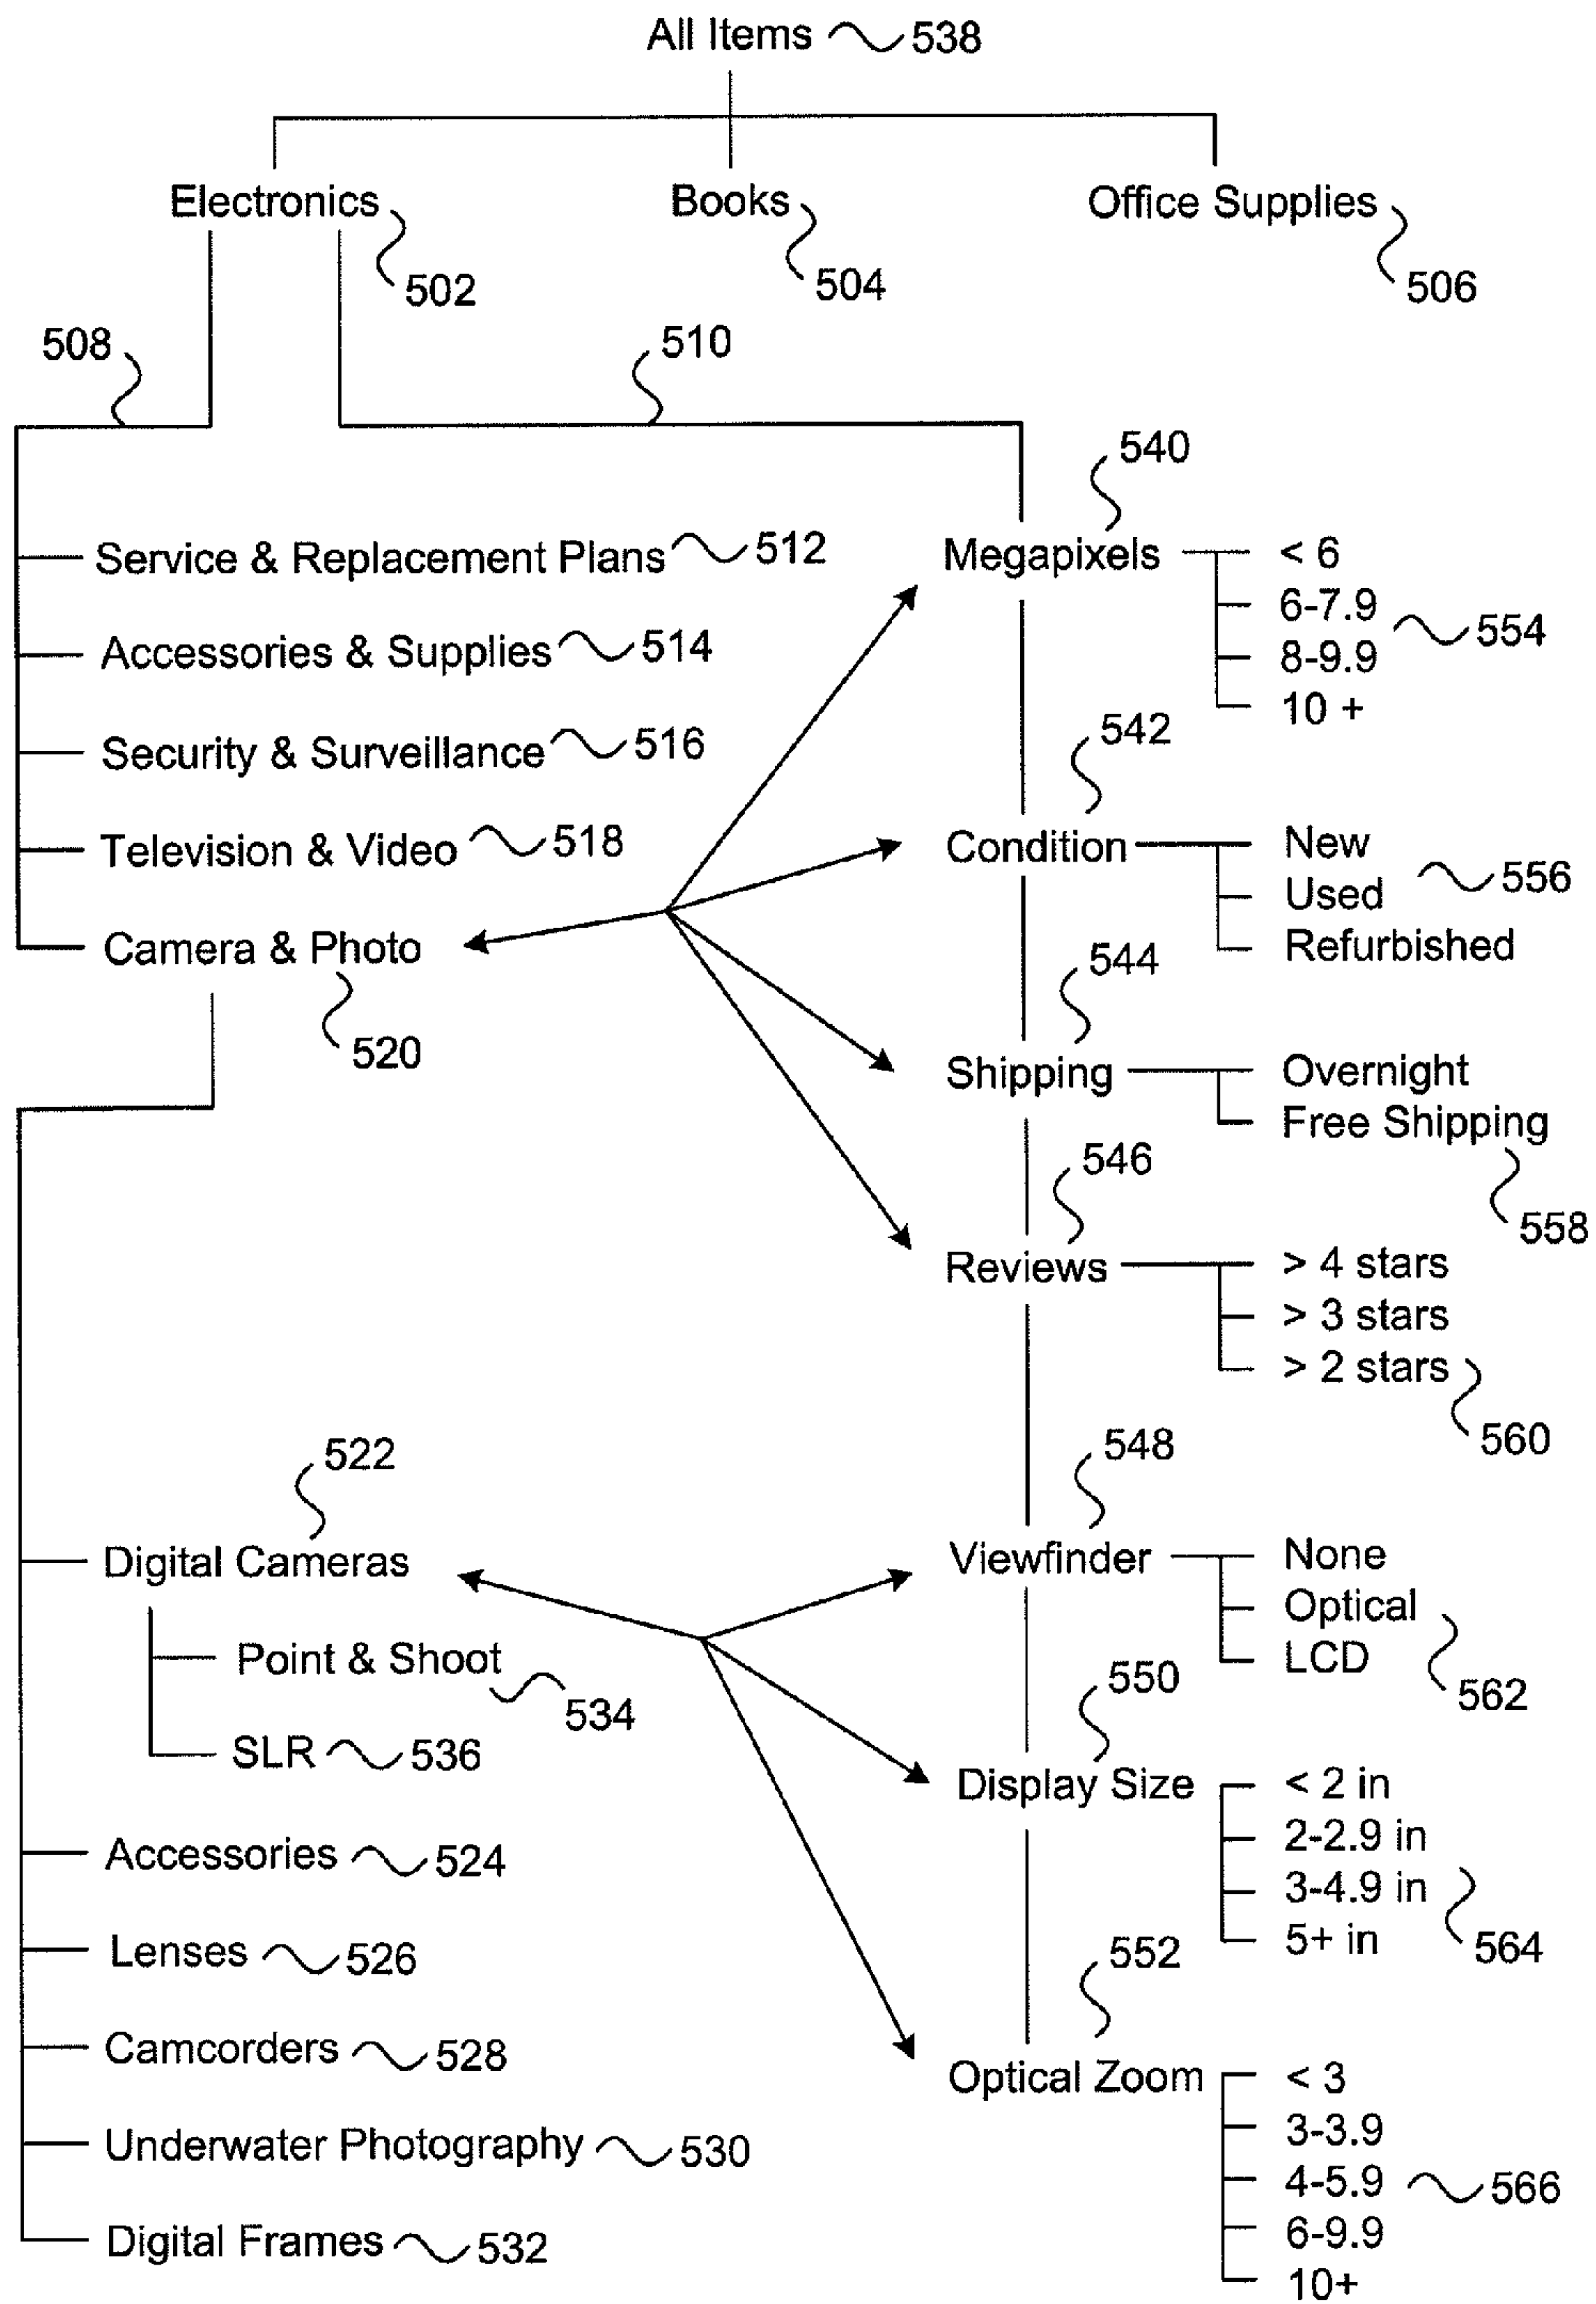 All Items 538
Electronics Books Office Supplies
502 504 506
508 510
540
Service & Replacement Plans 512
Megapixels < 6
6-7.9
554
8-9.9
10 +
Accessories & Supplies 514
Security & Surveillance 516
542
Television & Video 518
Condition New
556
Used
Refurbished
Camera & Photo
520
544
Shipping Overnight
Free Shipping
558
546
Reviews > 4 stars
> 3 stars
> 2 stars
560
522
Digital Cameras
548
Viewfinder None
Optical
LCD
562
Point & Shoot
534
SLR 536
550
Display Size < 2 in
2-2.9 in
3-4.9 in
5+ in
564
Accessories 524
Lenses 526
552
Camcorders 528
Optical Zoom < 3
3-3.9
4-5.9 566
6-9.9
10+
Underwater Photography 530
Digital Frames 532